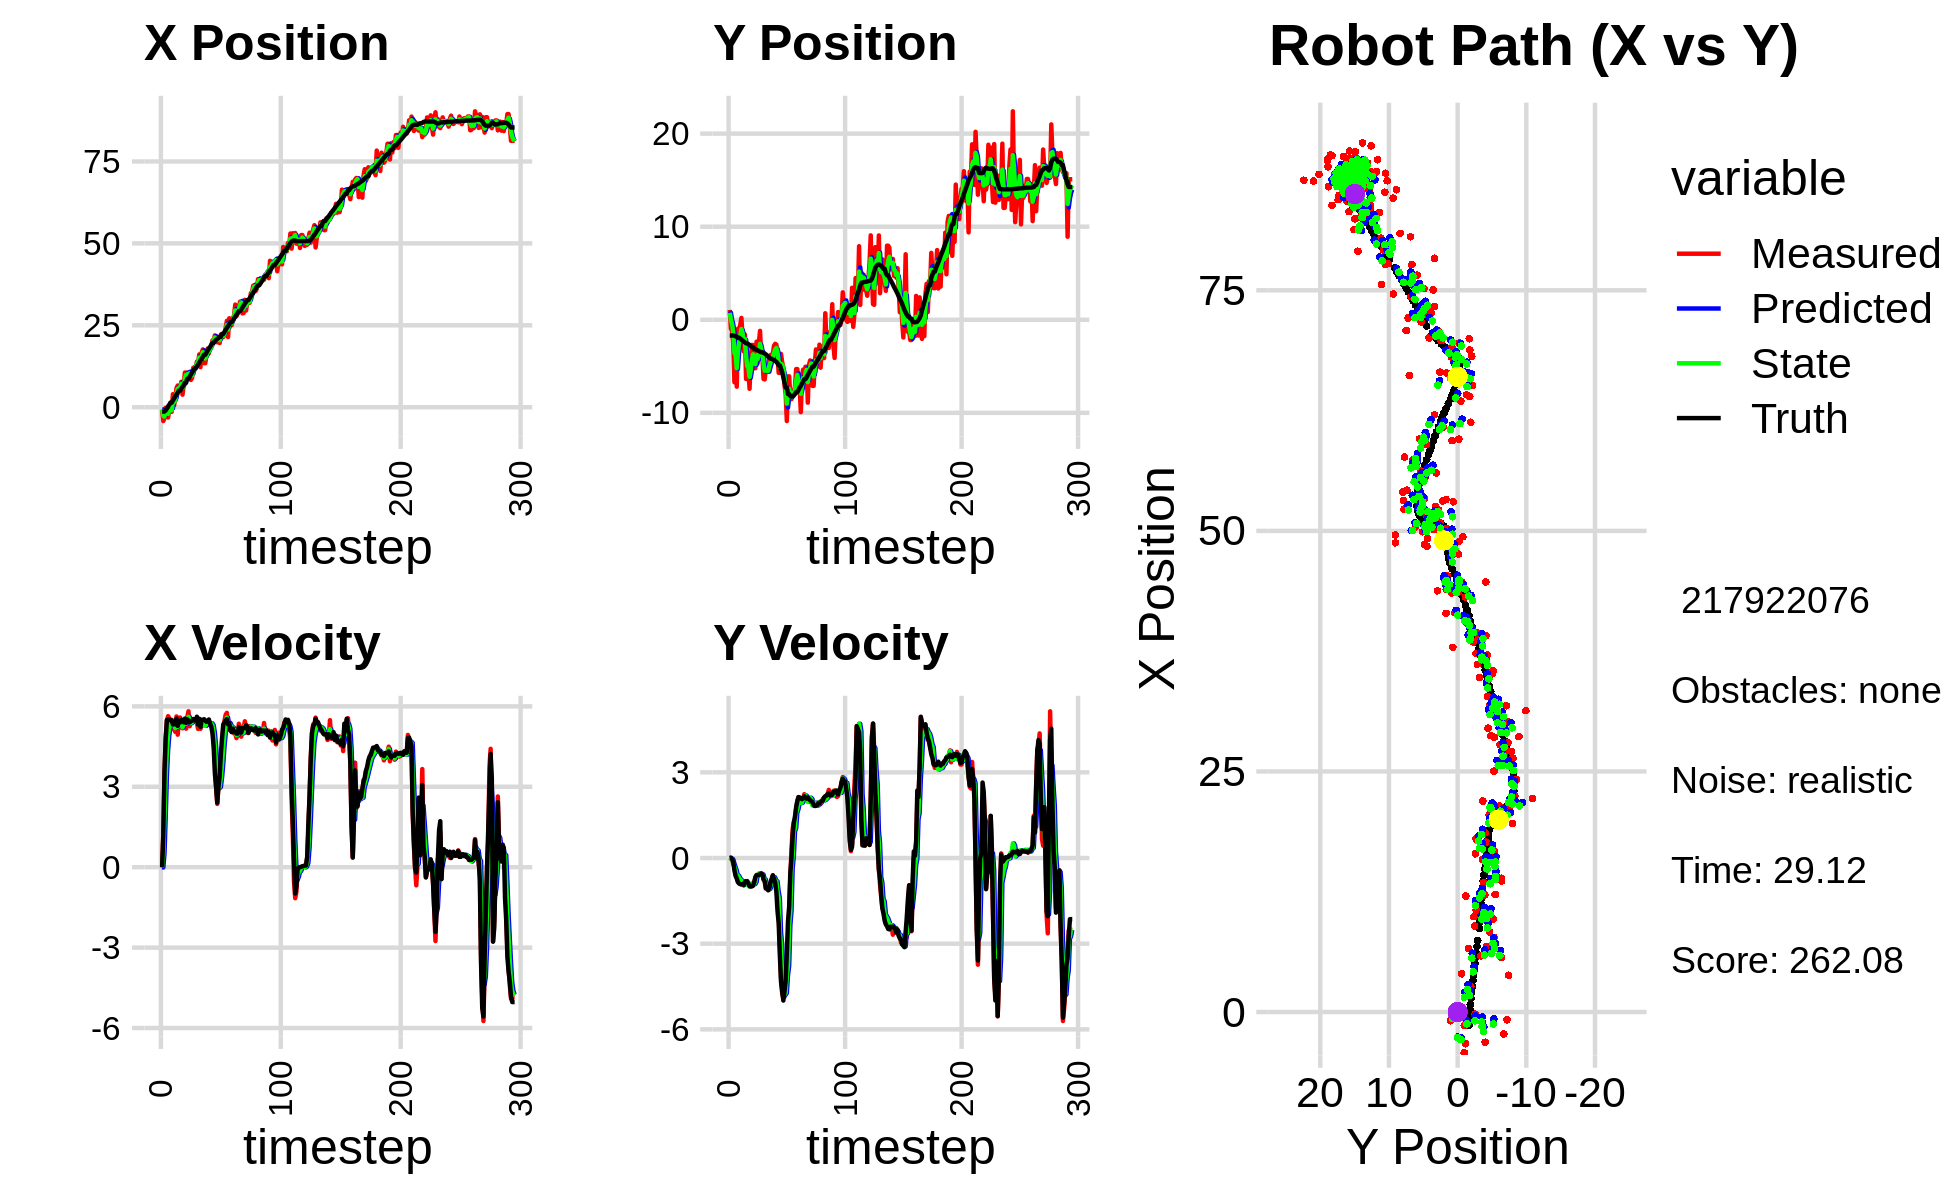 X Position
75
50
25
0
0
100
200
300
timestep
Y Position
20
10
0
-10
0
100
200
300
timestep
X Velocity
6
3
0
-3
-6
0
100
200
300
timestep
Y Velocity
3
0
-3
-6
0
100
200
300
timestep
Robot Path (X vs Y)
X Position
75
50
25
0
20 10 0 -10 -20
Y Position
variable
Measured
Predicted
State
Truth
217922076
Obstacles: none
Noise: realistic
Time: 29.12
Score: 262.08